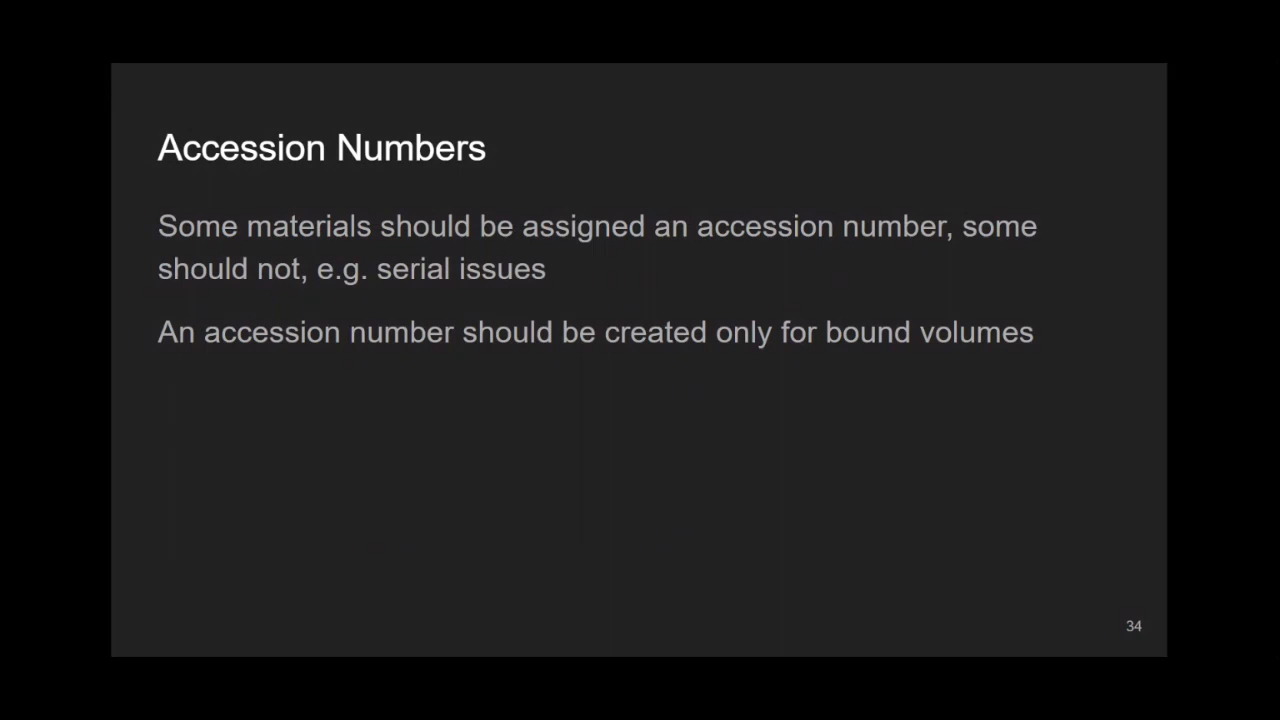 Accession Numbers
Some materials should be assigned an accession number, some
should not, e.g. serial issues
An accession number should be created only for bound volumes
34